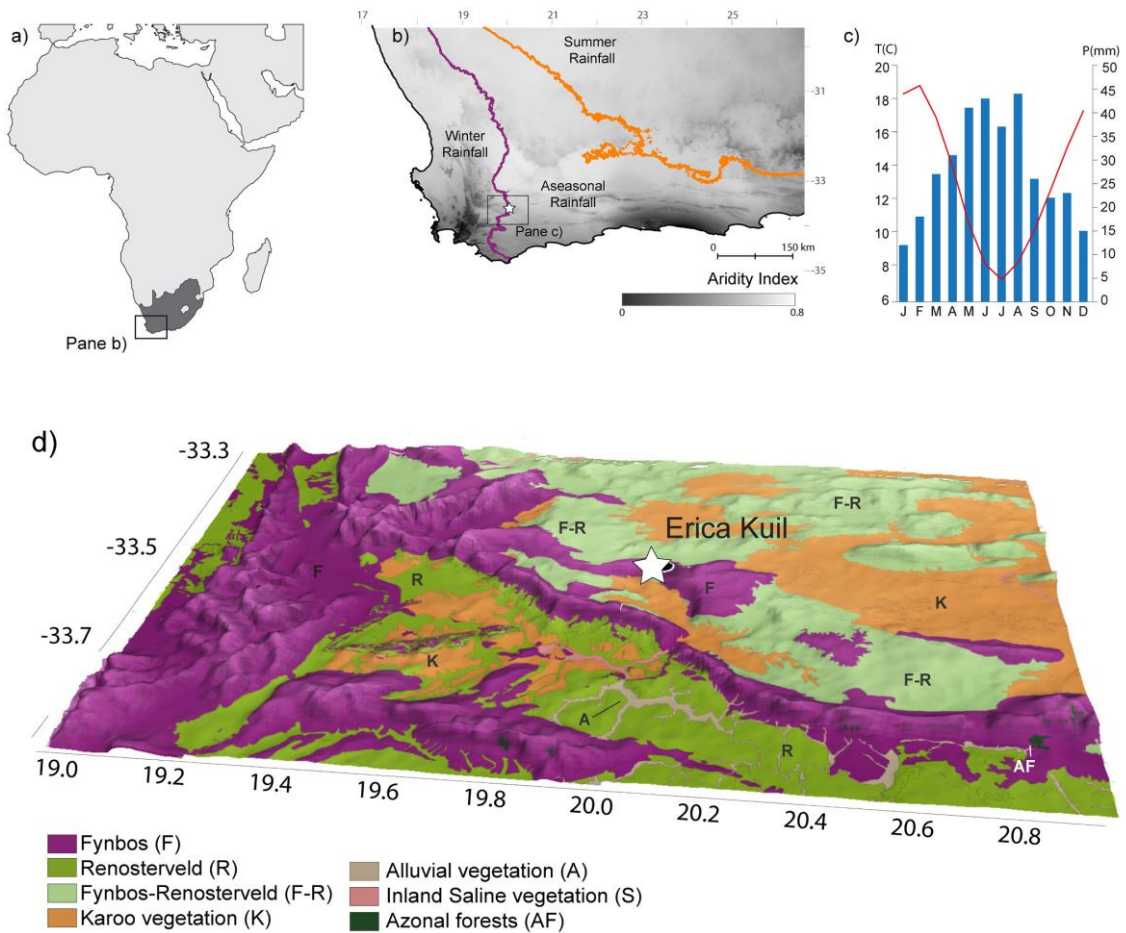 a)
Pane b)
17 19 21 23 25
b)
Summer
Rainfall
Winter
Rainfall
Aseasonal
Rainfall
Pane c)
-31
-33
-35
0 150 km
Aridity Index
0 0.8
c)
T(C) P(mm)
20 50
45
18 40
16 35
30
14 25
12 20
15
10 10
8 5
6 0
J F M A M J J A S O N D
d)
-33.3
-33.5
-33.7
F-R
F-R
Erica Kuil
F
R
F
K
K
F-R
A
R
AF
19.0 19.2 19.4 19.6 19.8 20.0 20.2 20.4 20.6 20.8
Fynbos (F)
Renosterveld (R)
Fynbos-Renosterveld (F-R)
Karoo vegetation (K)
Alluvial vegetation (A)
Inland Saline vegetation (S)
Azonal forests (AF)